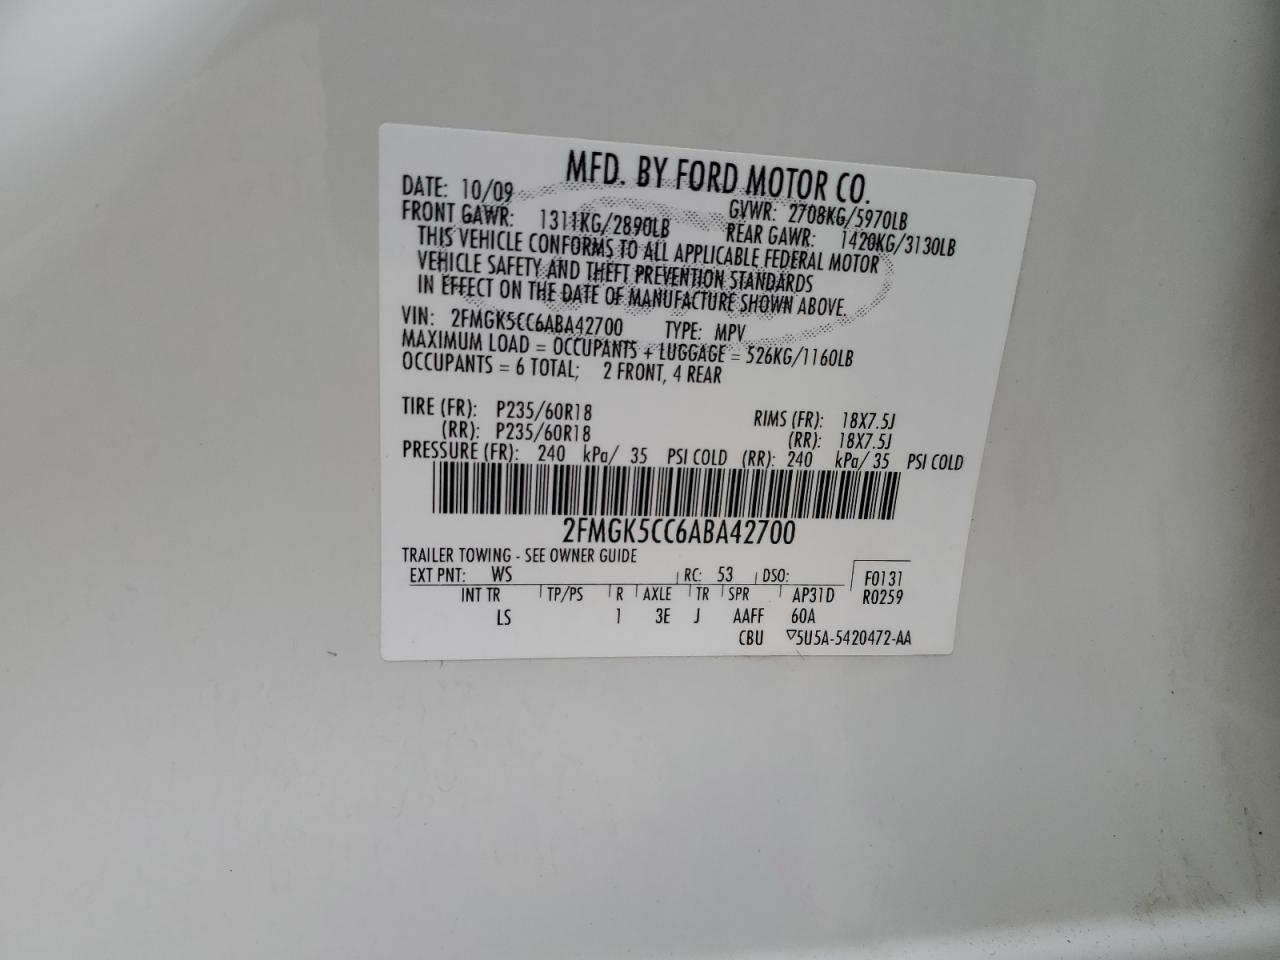 MFD. BY FORD MOTOR CO.
DATE: 10/09 GVWR: 2708KG/5970LB
FRONT GAWR: 1311KG/2890LB REAR GAWR: 1420KG/3130LB
THIS VEHICLE CONFORMS TO ALL APPLICABLE FEDERAL MOTOR
VEHICLE SAFETY AND THEFT PREVENTION STANDARDS
IN EFFECT ON THE DATE OF MANUFACTURE SHOWN ABOVE.
VIN: 2FMGK5CC6ABA42700 TYPE: MPV
MAXIMUM LOAD = OCCUPANTS + LUGGAGE = 526KG/1160LB
OCCUPANTS = 6 TOTAL; 2 FRONT, 4 REAR
TIRE (FR): P235/60R18 RIMS (FR): 18X7.5J
(RR): P235/60R18 (RR): 18X7.5J
PRESSURE (FR): 240 kPa/ 35 PSI COLD (RR): 240 kPa/ 35 PSI COLD
2FMGK5CC6ABA42700
TRAILER TOWING - SEE OWNER GUIDE
EXT PNT: WS RC: 53 DSO: F0131
INT TR TP/PS R AXLE TR SPR AP31D R0259
LS 1 3E J AAFF 60A
CBU ▽5U5A-5420472-AA